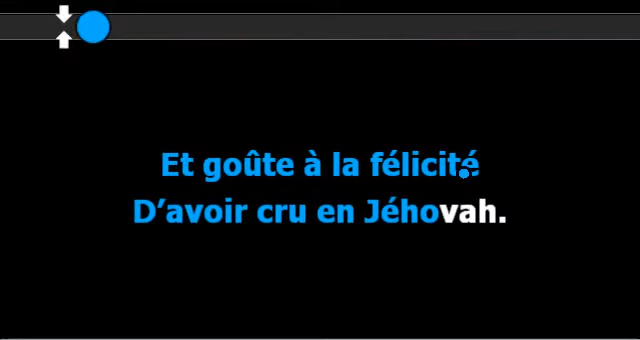 Et goûte à la félicité
D’avoir cru en Jéhovah.